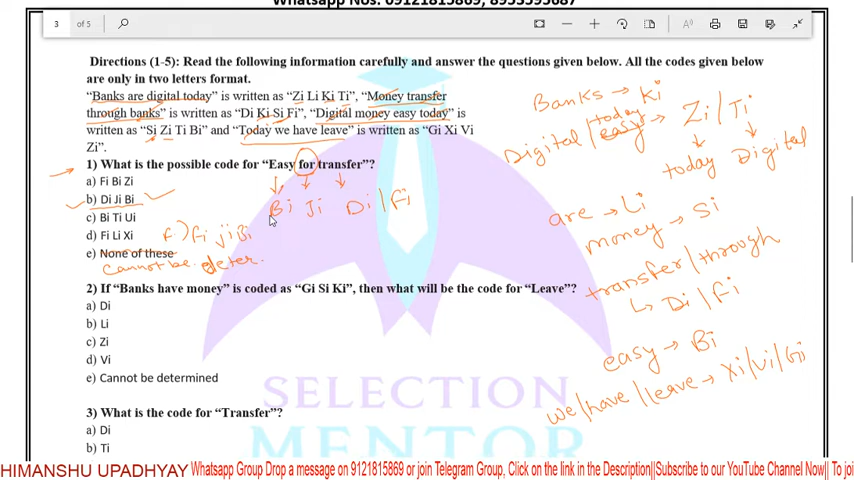 Whatsapp Nos: 09121815869, 8955595687
3 of 5
Directions (1-5): Read the following information carefully and answer the questions given below. All the codes given below
are only in two letters format.
“Banks are digital today” is written as “Zi Li Ki Ti”, “Money transfer
through banks” is written as “Di Ki Si Fi”, “Digital money easy today” is
written as “Si Zi Ti Bi” and “Today we have leave” is written as “Gi Xi Vi
Zi”.
1) What is the possible code for “Easy for transfer”?
a) Fi Bi Zi
b) Di Ji Bi
c) Bi Ti Ui
d) Fi Li Xi
e) None of these
Bi Ji Di/Fi
F) Fi Ji Bi
Cannot be deter.
2) If “Banks have money” is coded as “Gi Si Ki”, then what will be the code for “Leave”?
a) Di
b) Li
c) Zi
d) Vi
e) Cannot be determined
3) What is the code for “Transfer”?
a) Di
b) Ti
Banks → Ki
Digital/today → Zi/Ti
easy
today Digital
are → Li
money → Si
transfer/through
↳ Di/Fi
easy → Bi
we/have/leave → Xi/Vi/Gi
SELECTION
MENTOR
HIMANSHU UPADHYAY Whatsapp Group Drop a message on 9121815869 or join Telegram Group, Click on the link in the Description||Subscribe to our YouTube Channel||To joi